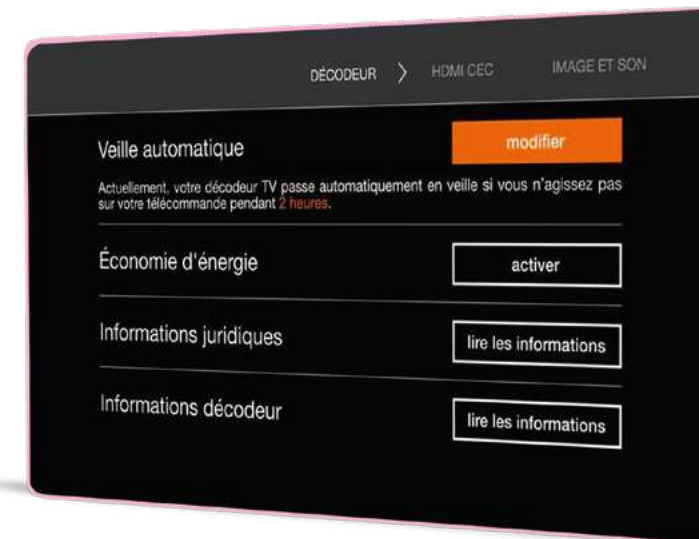 DÉCODEUR > HDMI CEC IMAGE ET SON
Veille automatique modifier
Actuellement, votre décodeur TV passe automatiquement en veille si vous n'agissez pas
sur votre télécommande pendant 2 heures.
Économie d'énergie activer
Informations juridiques lire les informations
Informations décodeur lire les informations